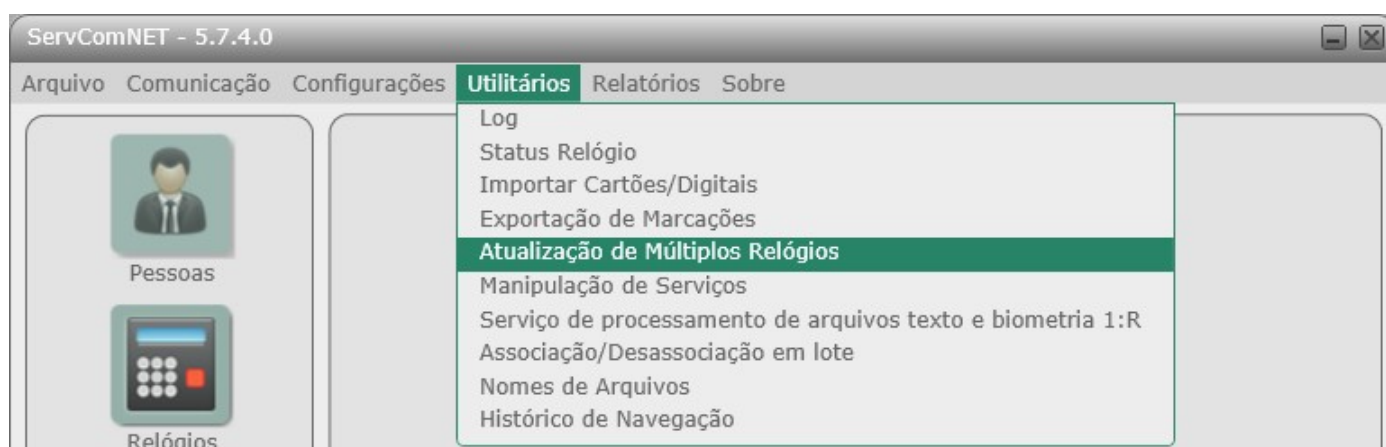 ServComNET - 5.7.4.0
Arquivo Comunicação Configurações Utilitários Relatórios Sobre
Log
Status Relógio
Importar Cartões/Digitais
Exportação de Marcações
Atualização de Múltiplos Relógios
Manipulação de Serviços
Serviço de processamento de arquivos texto e biometria 1:R
Associação/Desassociação em lote
Nomes de Arquivos
Histórico de Navegação
Pessoas
Relógios